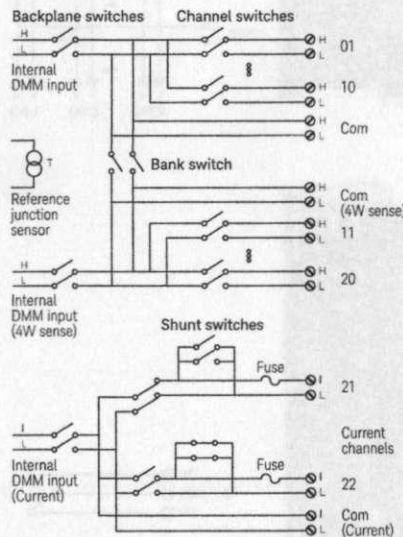 Backplane switches
Channel switches
H
L
Internal
DMM input
H
L
01
H
L
10
H
L
Com
T
Bank switch
Reference
junction
sensor
H
L
Com
(4W sense)
H
L
11
H
L
20
H
L
Internal
DMM input
(4W sense)
Shunt switches
Fuse
I
L
21
I
L
Internal
DMM input
(Current)
Current
channels
Fuse
I
L
22
I
L
Com
(Current)